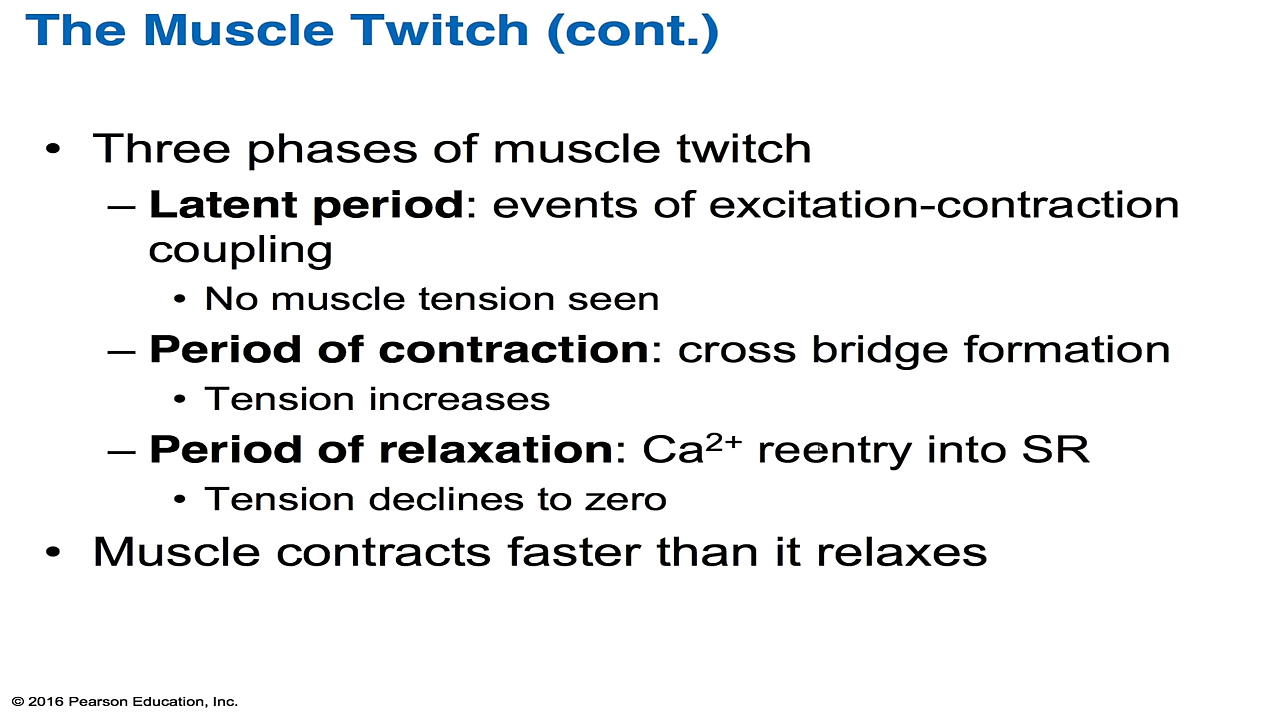 The Muscle Twitch (cont.)
• Three phases of muscle twitch
– Latent period: events of excitation-contraction
coupling
• No muscle tension seen
– Period of contraction: cross bridge formation
• Tension increases
– Period of relaxation: Ca²⁺ reentry into SR
• Tension declines to zero
• Muscle contracts faster than it relaxes
© 2016 Pearson Education, Inc.